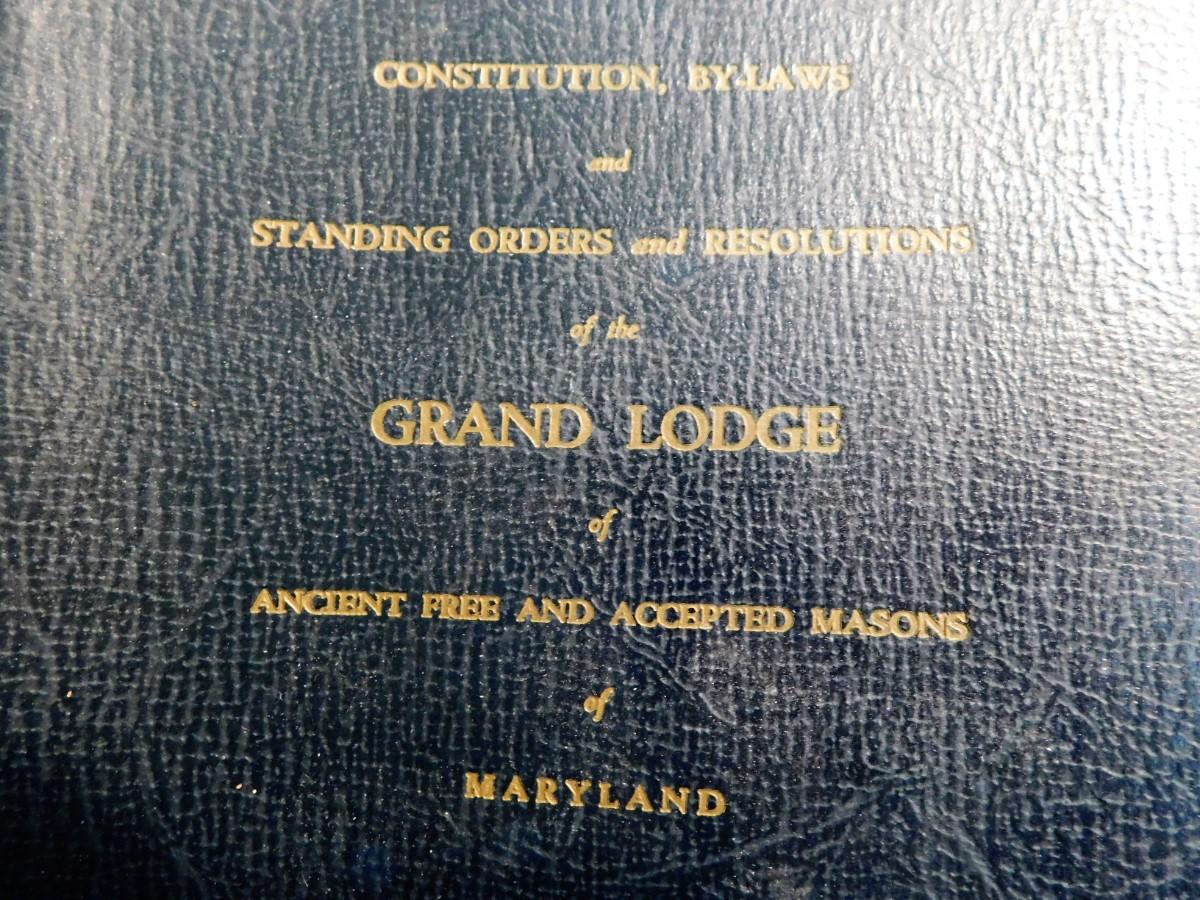 CONSTITUTION, BY-LAWS
and
STANDING ORDERS and RESOLUTIONS
of the
GRAND LODGE
of
ANCIENT FREE AND ACCEPTED MASONS
of
MARYLAND